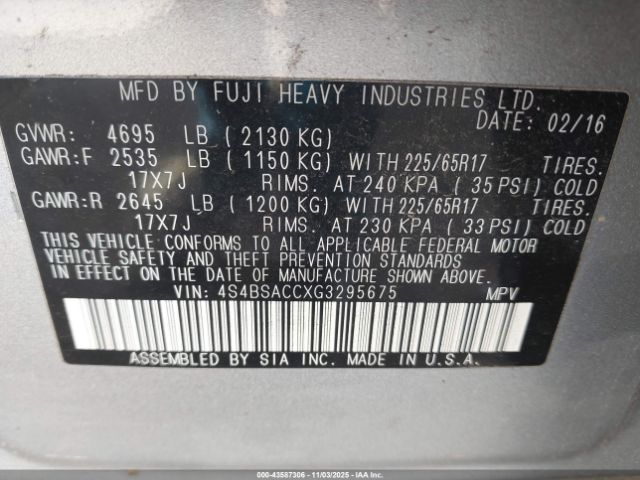 MFD BY FUJI HEAVY INDUSTRIES LTD.
DATE: 02/16
GVWR: 4695 LB ( 2130 KG)
GAWR:F 2535 LB ( 1150 KG) WITH 225/65R17 TIRES.
17X7J RIMS. AT 240 KPA ( 35 PSI) COLD
GAWR:R 2645 LB ( 1200 KG) WITH 225/65R17 TIRES.
17X7J RIMS. AT 230 KPA ( 33 PSI) COLD
THIS VEHICLE CONFORMS TO ALL APPLICABLE FEDERAL MOTOR
VEHICLE SAFETY AND THEFT PREVENTION STANDARDS
IN EFFECT ON THE DATE OF MANUFACTURE SHOWN ABOVE.
VIN: 4S4BSACCXG3295675 MPV
ASSEMBLED BY SIA INC. MADE IN U.S.A.
000-43587306 - 11/03/2025 - IAAI.COM